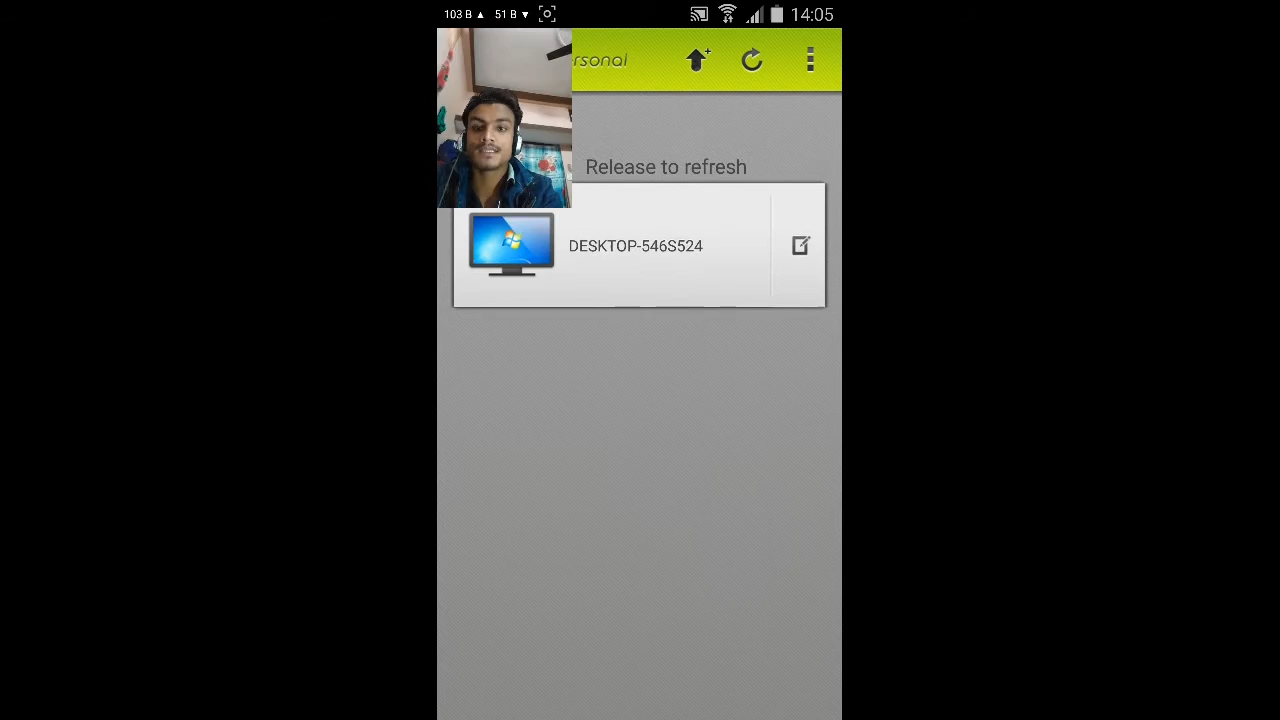 103 B ▲ 51 B ▼ 14:05
rsonal
Release to refresh
DESKTOP-546S524